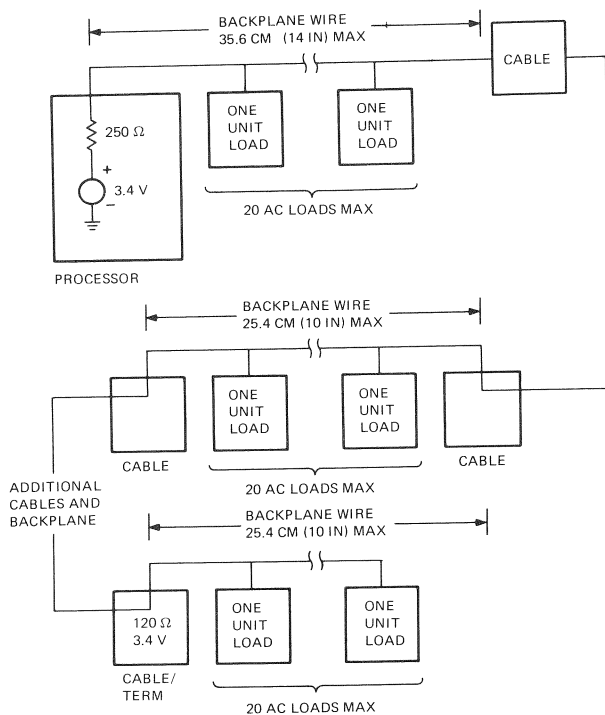 BACKPLANE WIRE
35.6 CM (14 IN) MAX
CABLE
250 Ω
+
3.4 V
−
PROCESSOR
ONE
UNIT
LOAD
ONE
UNIT
LOAD
20 AC LOADS MAX
BACKPLANE WIRE
25.4 CM (10 IN) MAX
CABLE
ONE
UNIT
LOAD
ONE
UNIT
LOAD
CABLE
20 AC LOADS MAX
ADDITIONAL
CABLES AND
BACKPLANE
BACKPLANE WIRE
25.4 CM (10 IN) MAX
120 Ω
3.4 V
CABLE/
TERM
ONE
UNIT
LOAD
ONE
UNIT
LOAD
20 AC LOADS MAX